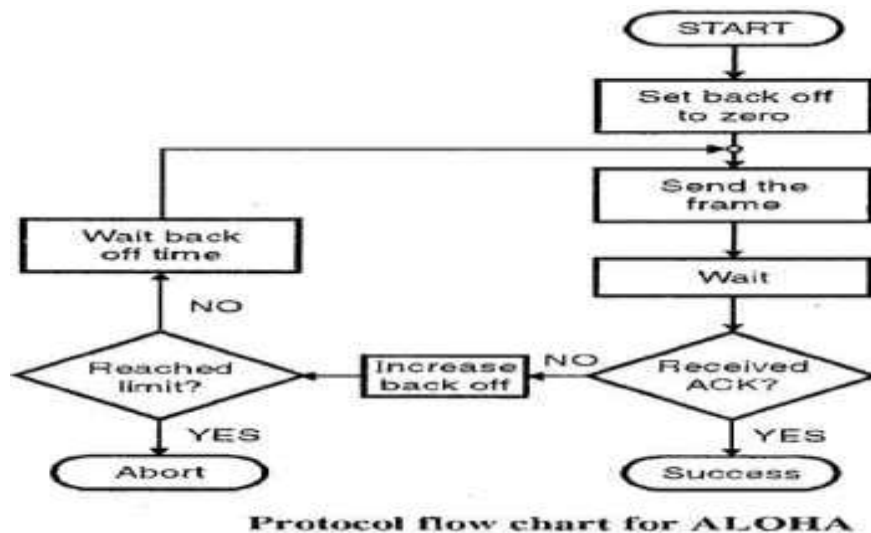 START
Set back off
to zero
Send the
frame
Wait back
off time
Wait
NO
Reached
limit?
Increase
back off
NO
Received
ACK?
YES
YES
Abort
Success
Protocol flow chart for ALOHA